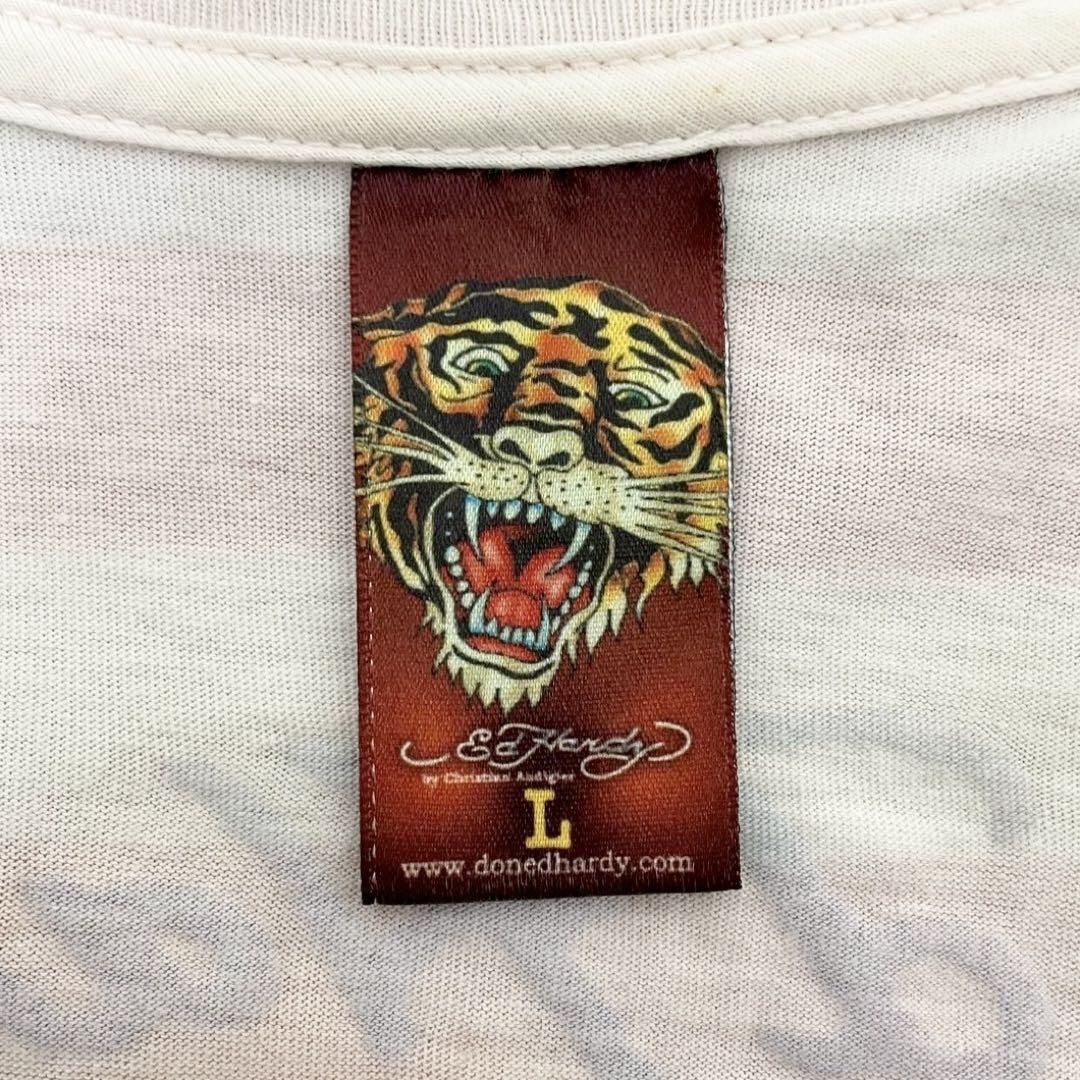 Ed Hardy
by Christian Audigier
L
www.donedhardy.com